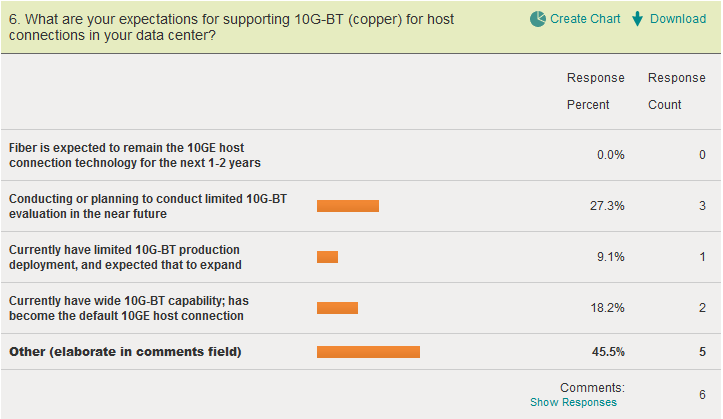 6. What are your expectations for supporting 10G-BT (copper) for host
connections in your data center?
Create Chart Download
Response
Percent
Response
Count
Fiber is expected to remain the 10GE host
connection technology for the next 1-2 years
0.0% 0
Conducting or planning to conduct limited 10G-BT
evaluation in the near future
27.3% 3
Currently have limited 10G-BT production
deployment, and expected that to expand
9.1% 1
Currently have wide 10G-BT capability; has
become the default 10GE host connection
18.2% 2
Other (elaborate in comments field) 45.5% 5
Comments:
Show Responses
6